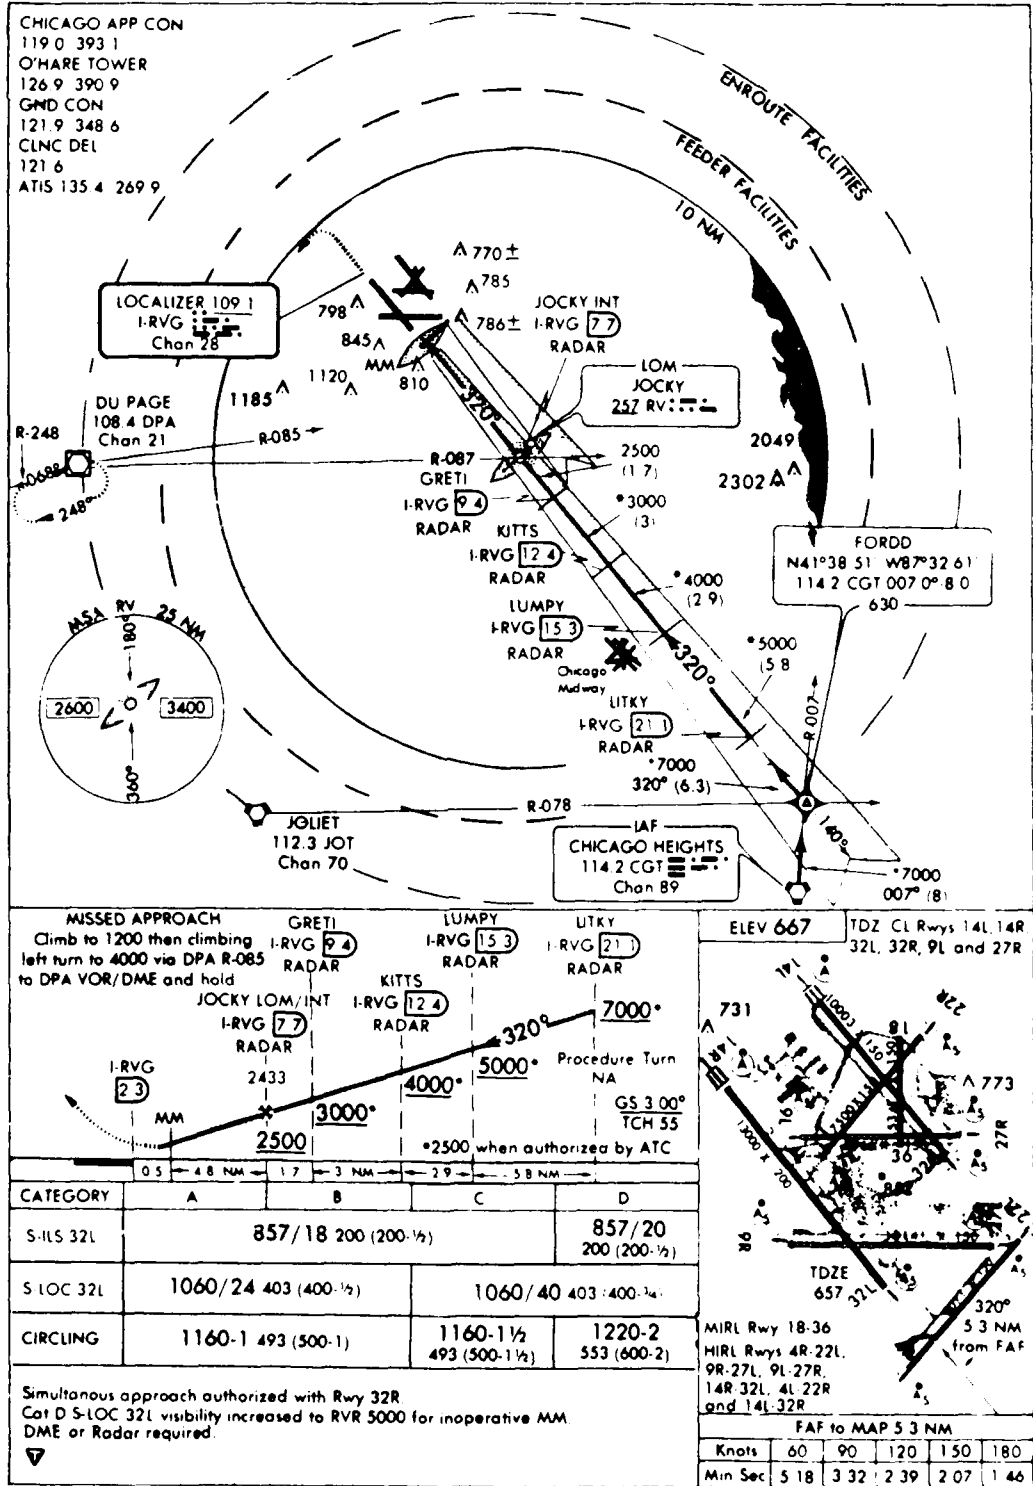 CHICAGO APP CON
119.0 393.1
O'HARE TOWER
126.9 390.9
GND CON
121.9 348.6
CLNC DEL
121.6
ATIS 135.4 269.9
ENROUTE FACILITIES
FEEDER FACILITIES
10 NM
770 ±
785
786 ±
798
845
MM
810
1120
1185
LOCALIZER 109.1
I-RVG
Chan 28
JOCKY INT
I-RVG 7.7
RADAR
LOM
JOCKY
257 RV
320°
DU PAGE
108.4 DPA
Chan 21
R-248
R-085
R-087
068°
248°
2500
(1.7)
GRETI
I-RVG 9.4
RADAR
*3000
(3)
KITTS
I-RVG 12.4
RADAR
*4000
(2.9)
LUMPY
I-RVG 15.3
RADAR
2049
2302
FORDD
N41°38.51' W87°32.61'
114.2 CGT 007.0°-8.0
630
*5000
(5.8
320°
Chicago
Midway
LITKY
I-RVG 21.1
RADAR
R-007
*7000
320° (6.3)
MSA RV 25 NM
180°
2600
3400
360°
R-078
JOLIET
112.3 JOT
Chan 70
IAF
CHICAGO HEIGHTS
114.2 CGT
Chan 89
140°
*7000
007° (8)
MISSED APPROACH
Climb to 1200 then climbing
left turn to 4000 via DPA R-085
to DPA VOR/DME and hold
GRETI
I-RVG 9.4
RADAR
LUMPY
I-RVG 15.3
RADAR
LITKY
I-RVG 21.1
RADAR
JOCKY LOM/INT
I-RVG 7.7
RADAR
KITTS
I-RVG 12.4
RADAR
I-RVG
2.3
MM
2433
2500
3000*
4000*
5000*
320°
7000*
Procedure Turn
NA
GS 3.00°
TCH 55
*2500 when authorized by ATC
0.5 4.8 NM 1.7 3 NM 2.9 5.8 NM
CATEGORY A B C D
S-ILS 32L 857/18 200 (200-½) 857/20 200 (200-½)
S-LOC 32L 1060/24 403 (400-½) 1060/40 403 (400-¾)
CIRCLING 1160-1 493 (500-1) 1160-1½ 493 (500-1½) 1220-2 553 (600-2)
Simultanous approach authorized with Rwy 32R.
Cat D S-LOC 32L visibility increased to RVR 5000 for inoperative MM.
DME or Radar required.
T
ELEV 667
TDZ CL Rwys 14L, 14R
32L, 32R, 9L and 27R
14L
A
22R
731
14R
10003 X 150
18
A5
773
7500 X 150
9L
27R
36
32R
13000 X 200
9R
27L
22L
TDZE
657
32L
4R
320°
5.3 NM
from FAF
MIRL Rwy 18-36
HIRL Rwys 4R-22L,
9R-27L, 9L-27R,
14R-32L, 4L-22R
and 14L-32R
FAF to MAP 5.3 NM
Knots 60 90 120 150 180
Min:Sec 5:18 3:32 2:39 2:07 1:46